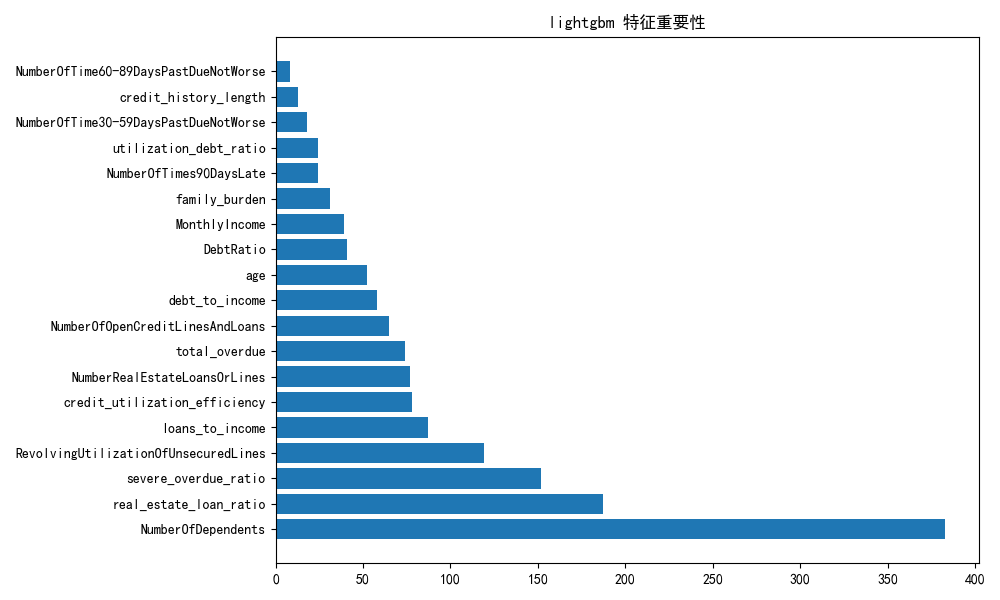 lightgbm 特征重要性
NumberOfTime60-89DaysPastDueNotWorse
credit_history_length
NumberOfTime30-59DaysPastDueNotWorse
utilization_debt_ratio
NumberOfTimes90DaysLate
family_burden
MonthlyIncome
DebtRatio
age
debt_to_income
NumberOfOpenCreditLinesAndLoans
total_overdue
NumberRealEstateLoansOrLines
credit_utilization_efficiency
loans_to_income
RevolvingUtilizationOfUnsecuredLines
severe_overdue_ratio
real_estate_loan_ratio
NumberOfDependents
0 50 100 150 200 250 300 350 400